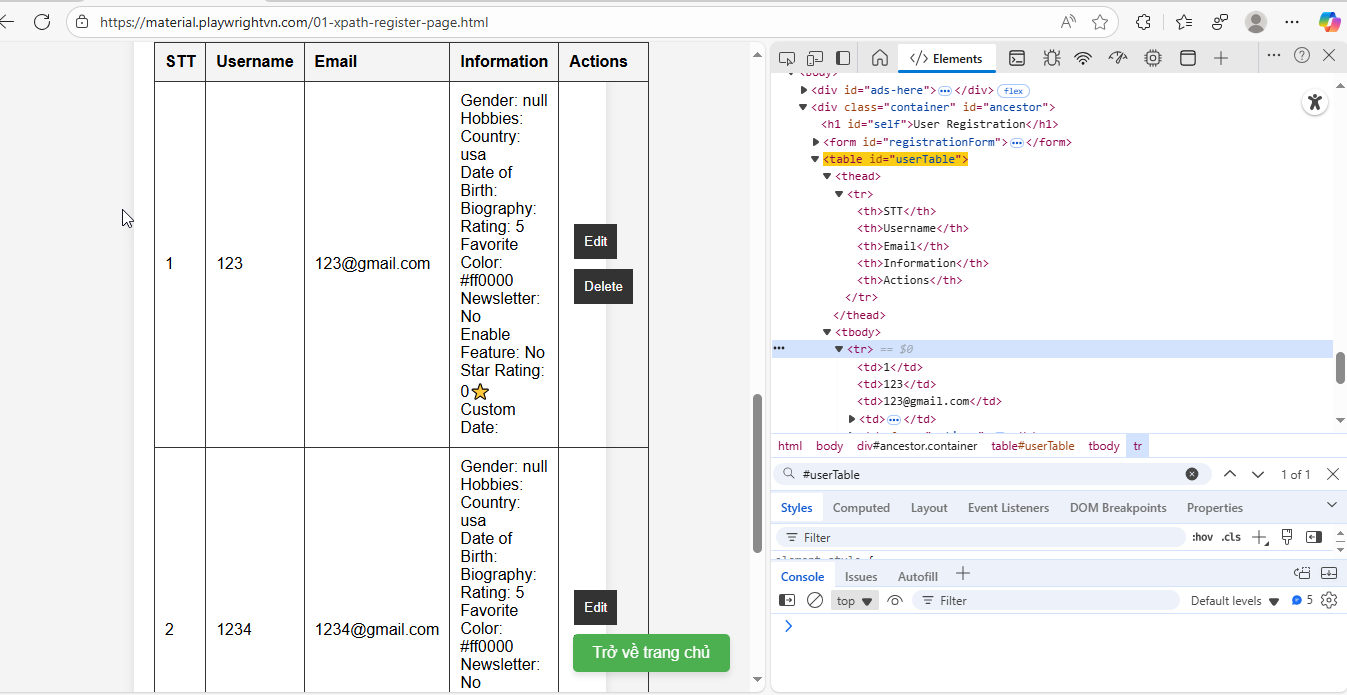 https://material.playwrightvn.com/01-xpath-register-page.html
STT Username Email Information Actions
1 123 123@gmail.com
Gender: null
Hobbies:
Country:
usa
Date of
Birth:
Biography:
Rating: 5
Favorite
Color:
#ff0000
Newsletter:
No
Enable
Feature: No
Star Rating:
0⭐
Custom
Date:
Edit
Delete
2 1234 1234@gmail.com
Gender: null
Hobbies:
Country:
usa
Date of
Birth:
Biography:
Rating: 5
Favorite
Color:
#ff0000
Newsletter:
No
Edit
Trở về trang chủ
</> Elements
<div id="ads-here"> ••• </div> flex
<div class="container" id="ancestor">
<h1 id="self">User Registration</h1>
<form id="registrationForm"> ••• </form>
<table id="userTable">
<thead>
<tr>
<th>STT</th>
<th>Username</th>
<th>Email</th>
<th>Information</th>
<th>Actions</th>
</tr>
</thead>
<tbody>
••• <tr> == $0
<td>1</td>
<td>123</td>
<td>123@gmail.com</td>
<td> ••• </td>
html body div#ancestor.container table#userTable tbody tr
#userTable 1 of 1
Styles Computed Layout Event Listeners DOM Breakpoints Properties
Filter :hov .cls
Console Issues Autofill
top Filter Default levels 5